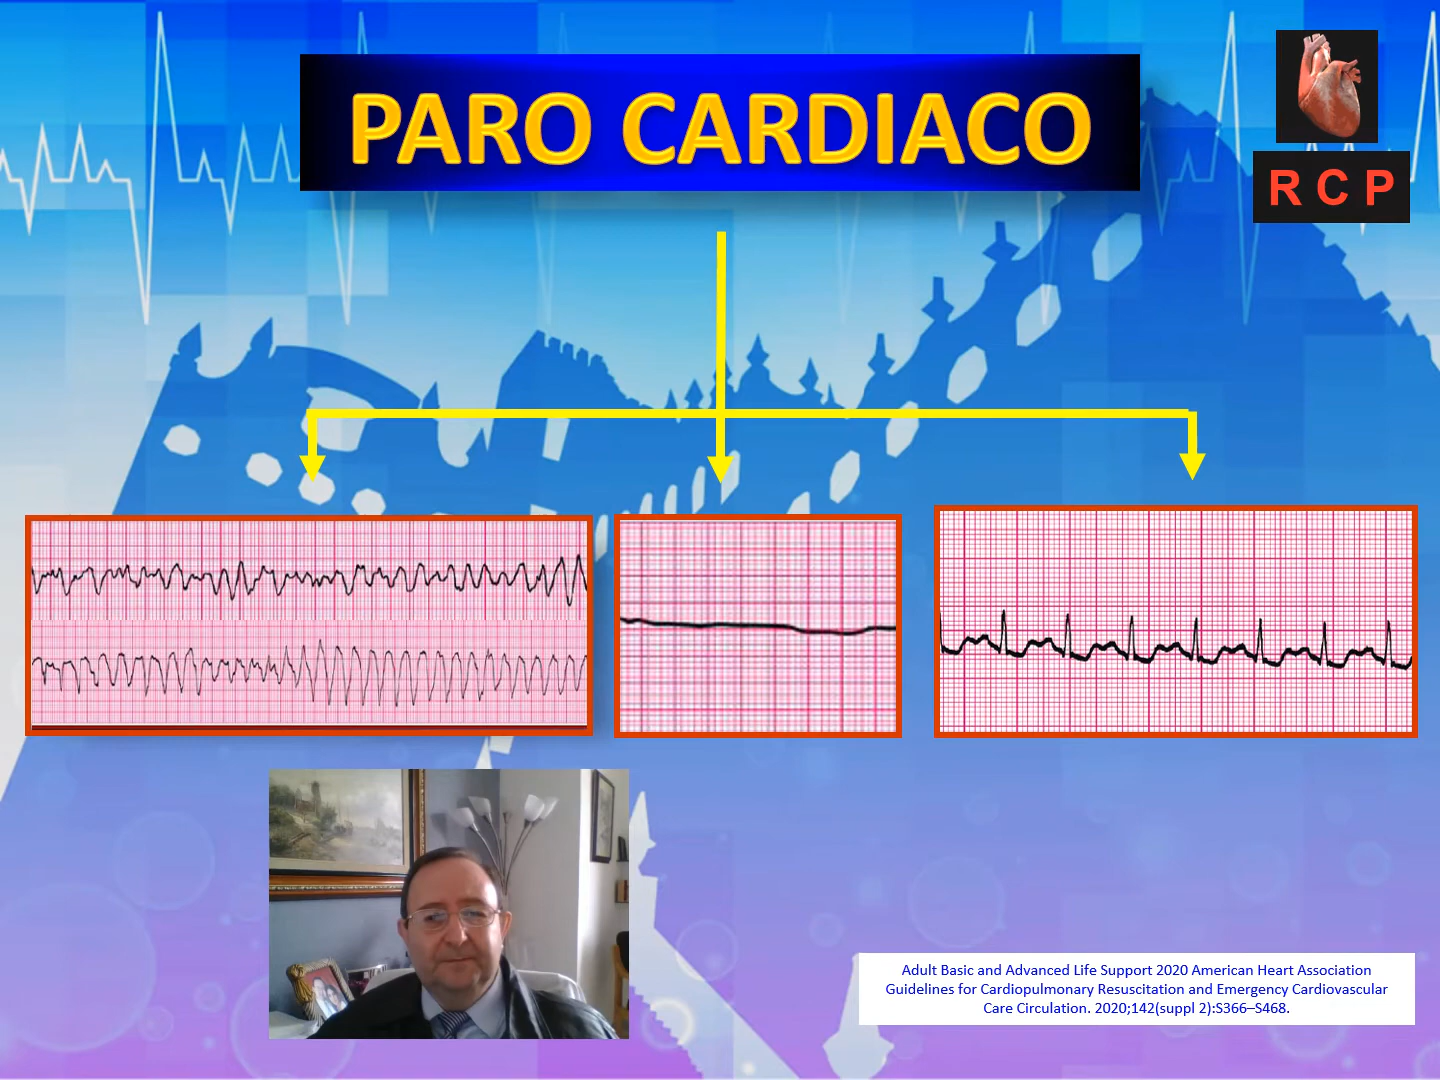 PARO CARDIACO
R C P
Adult Basic and Advanced Life Support 2020 American Heart Association
Guidelines for Cardiopulmonary Resuscitation and Emergency Cardiovascular
Care Circulation. 2020;142(suppl 2):S366–S468.